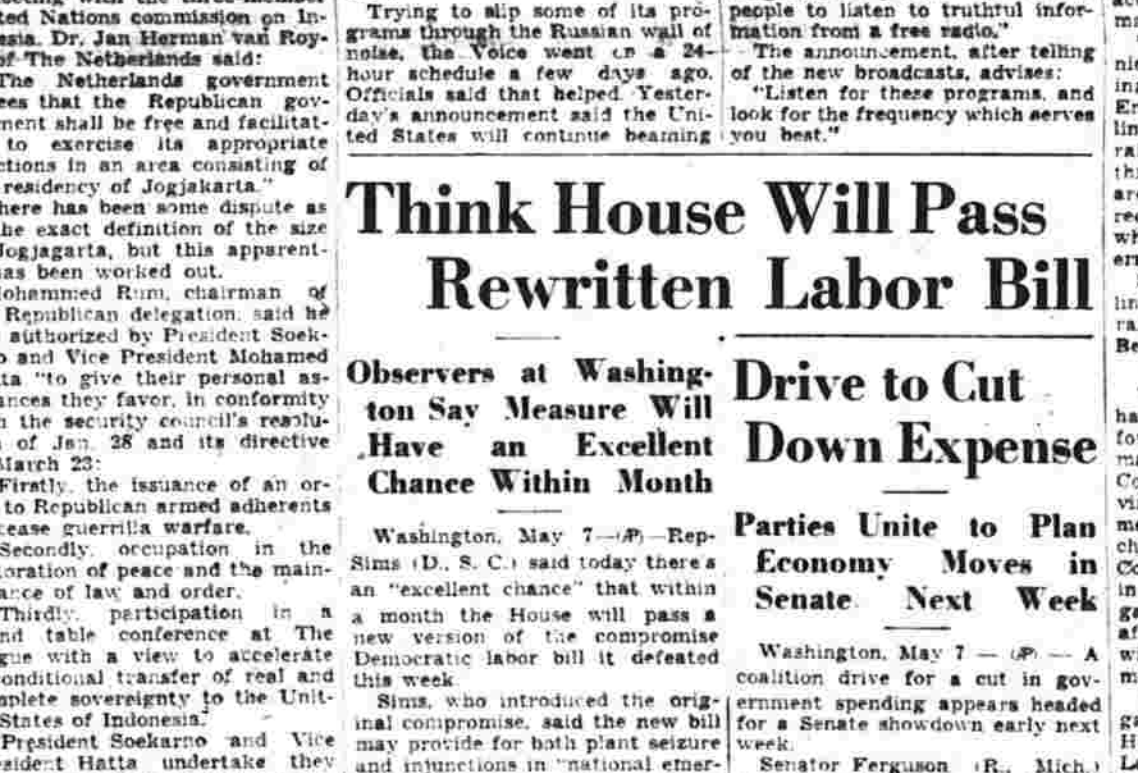 ted Nations commission on In-
esia. Dr. Jan Herman van Roy-
of The Netherlands said:
The Netherlands government
ees that the Republican gov-
ment shall be free and facilitat-
to exercise its appropriate
ctions in an area consisting of
residency of Jogjakarta."
here has been some dispute as
the exact definition of the size
Jogjagarta, but this apparent-
has been worked out.
Mohammed Rum, chairman of
Republican delegation, said he
authorized by President Soek-
o and Vice President Mohamed
ta "to give their personal as-
ances they favor, in conformity
h the security council's resolu-
of Jan. 28 and its directive
March 23:
Firstly, the issuance of an or-
to Republican armed adherents
cease guerrilla warfare.
Secondly, occupation in the
toration of peace and the main-
ance of law and order.
Thirdly, participation in a
nd table conference at The
gue with a view to accelerate
onditional transfer of real and
mplete sovereignty to the Unit-
States of Indonesia."
President Soekarno and Vice
esident Hatta undertake they
Trying to slip some of its pro-
grams through the Russian wall of
noise, the Voice went on a 24-
hour schedule a few days ago.
Officials said that helped. Yester-
day's announcement said the Uni-
ted States will continue beaming
people to listen to truthful infor-
mation from a free radio."
The announcement, after telling
of the new broadcasts, advises:
"Listen for these programs, and
look for the frequency which serves
you best."
Think House Will Pass
Rewritten Labor Bill
Observers at Washing-
ton Say Measure Will
Have an Excellent
Chance Within Month
Washington, May 7—(AP)—Rep-
Sims (D., S. C.) said today there's
an "excellent chance" that within
a month the House will pass a
new version of the compromise
Democratic labor bill it defeated
this week.
Sims, who introduced the orig-
inal compromise, said the new bill
may provide for both plant seizure
and injunctions in "national emer-
Drive to Cut
Down Expense
Parties Unite to Plan
Economy Moves in
Senate Next Week
Washington, May 7 — (AP) — A
coalition drive for a cut in gov-
ernment spending appears headed
for a Senate showdown early next
week.
Senator Ferguson (R., Mich.)